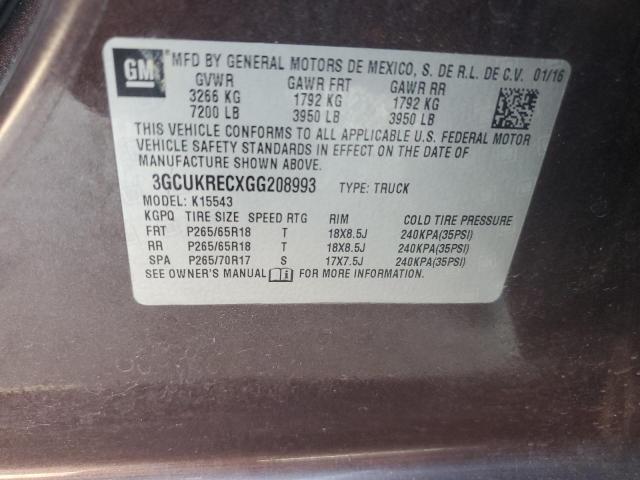 GM
MFD BY GENERAL MOTORS DE MEXICO, S. DE R.L. DE C.V. 01/16
GVWR GAWR FRT GAWR RR
3266 KG 1792 KG 1792 KG
7200 LB 3950 LB 3950 LB
THIS VEHICLE CONFORMS TO ALL APPLICABLE U.S. FEDERAL MOTOR
VEHICLE SAFETY STANDARDS IN EFFECT ON THE DATE OF
MANUFACTURE SHOWN ABOVE.
3GCUKRECXGG208993 TYPE: TRUCK
MODEL: K15543
KGPQ TIRE SIZE SPEED RTG RIM COLD TIRE PRESSURE
FRT P265/65R18 T 18X8.5J 240KPA(35PSI)
RR P265/65R18 T 18X8.5J 240KPA(35PSI)
SPA P265/70R17 S 17X7.5J 240KPA(35PSI)
SEE OWNER'S MANUAL FOR MORE INFORMATION.